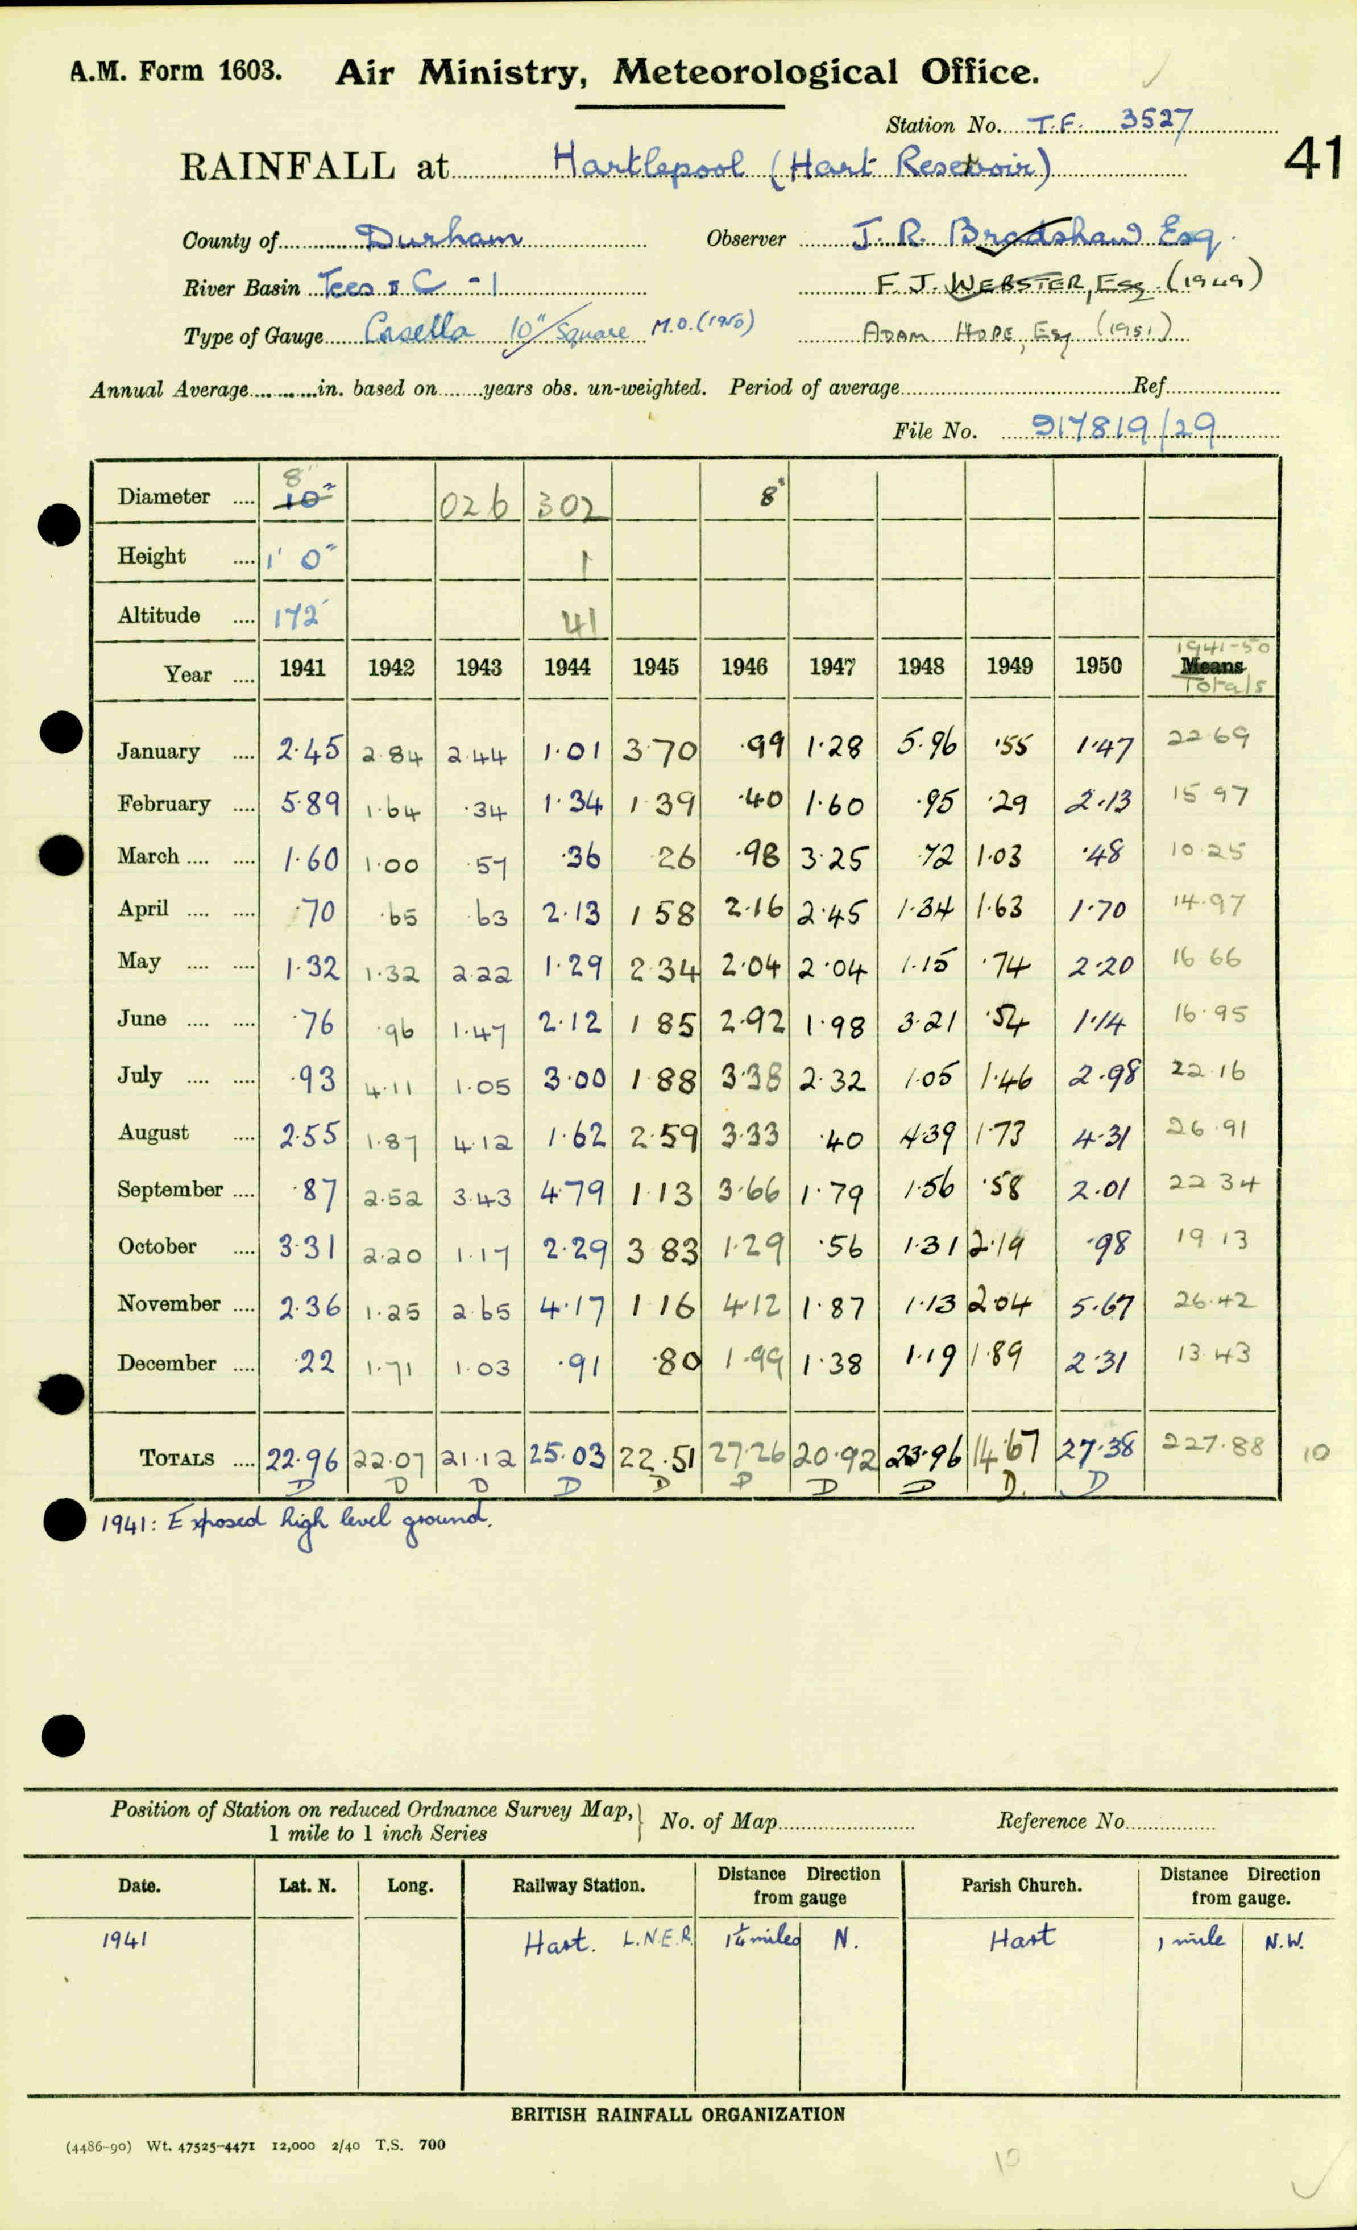 A.M. Form 1603. Air Ministry, Meteorological Office.
Station No. T.F. 3527
41
RAINFALL at Hartlepool (Hart Reservoir)
County of Durham Observer J. R. Bradshaw Esq.
River Basin Tees & C - 1 F. J. WEBSTER, Esq. (1949)
Type of Gauge Casella 10" Square M.O. (1950) ADAM HOPE, Esq (1951)
Annual Average in. based on years obs. un-weighted. Period of average Ref
File No. 917819/29
Diameter 8" 10" 026 302 8"
Height 1' 0" 1
Altitude 172' 41
Year 1941 1942 1943 1944 1945 1946 1947 1948 1949 1950 1941-50 Means Totals
January 2.45 2.84 2.44 1.01 3.70 .99 1.28 5.96 .55 1.47 22.69
February 5.89 1.64 .34 1.34 1.39 .40 1.60 .95 .29 2.13 15.97
March 1.60 1.00 .57 .36 26 .98 3.25 .72 1.03 .48 10.25
April .70 .65 .63 2.13 1 58 2.16 2.45 1.34 1.63 1.70 14.97
May 1.32 1.32 2.22 1.29 2.34 2.04 2.04 1.15 .74 2.20 16 66
June .76 .96 1.47 2.12 1 85 2.92 1.98 3.21 .54 1.14 16.95
July .93 4.11 1.05 3.00 1.88 3.38 2.32 1.05 1.46 2.98 22.16
August 2.55 1.87 4.12 1.62 2.59 3.33 .40 4.39 1.73 4.31 26.91
September .87 2.52 3.43 4.79 1.13 3.66 1.79 1.56 .58 2.01 22 34
October 3.31 2.20 1.17 2.29 3 83 1.29 .56 1.31 2.19 .98 19 13
November 2.36 1.25 2.65 4.17 1 16 4.12 1.87 1.13 2.04 5.67 26.42
December .22 1.71 1.03 .91 .80 1.99 1.38 1.19 1.89 2.31 13.43
TOTALS 22.96 22.07 21.12 25.03 22.51 27.26 20.92 23.96 14.67 27.38 227.88 10
D D D D D D D D D. D
1941: Exposed high level ground.
Position of Station on reduced Ordnance Survey Map, 1 mile to 1 inch Series } No. of Map Reference No
Date. Lat. N. Long. Railway Station. Distance Direction from gauge Parish Church. Distance Direction from gauge.
1941 Hart. L.N.E.R. 1¼ miles N. Hart 1 mile N.W.
BRITISH RAINFALL ORGANIZATION
(4486-90) Wt. 47525-4471 12,000 2/40 T.S. 700
10